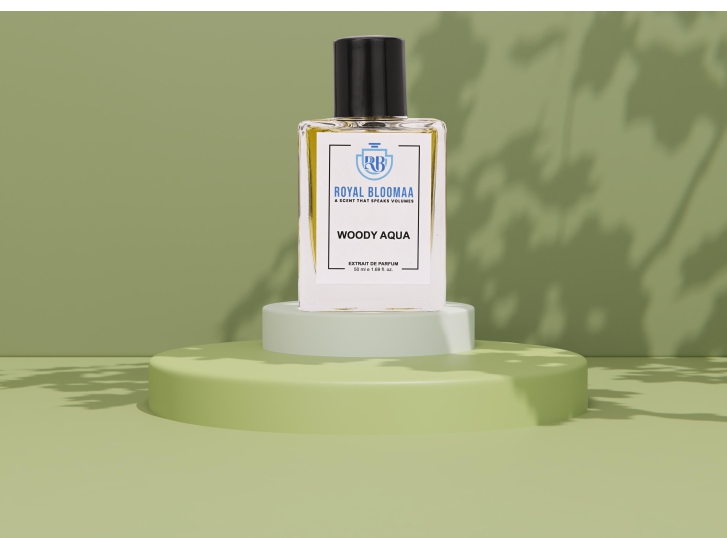 RB
ROYAL BLOOMAA
A SCENT THAT SPEAKS VOLUMES
WOODY AQUA
EXTRAIT DE PARFUM
50 ml e 1.69 fl. oz.